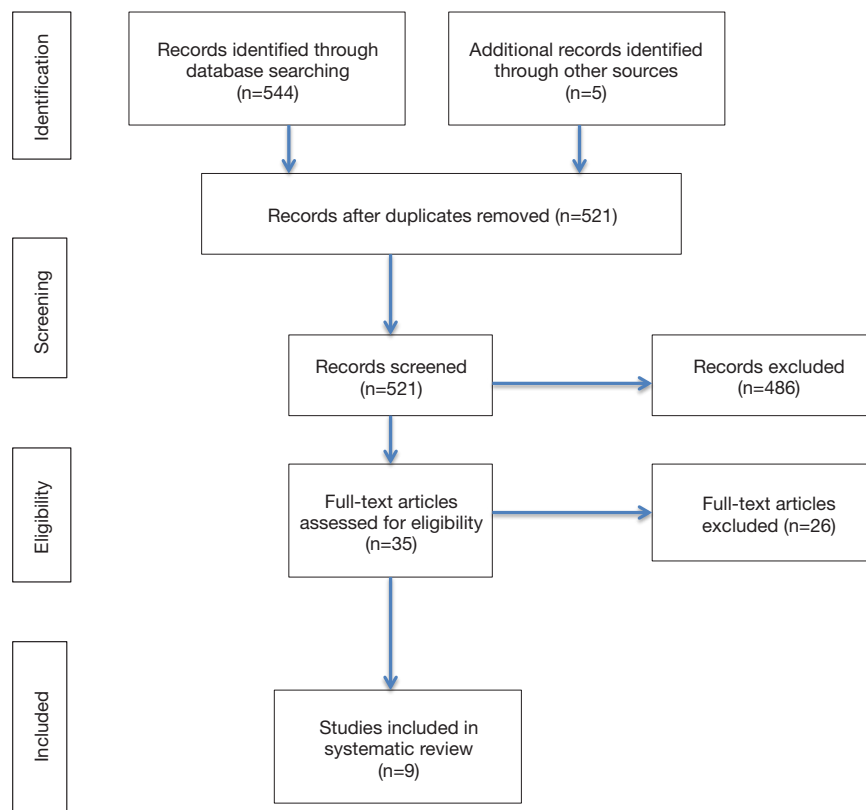 Identification
Records identified through
database searching
(n=544)
Additional records identified
through other sources
(n=5)
Records after duplicates removed (n=521)
Screening
Records screened
(n=521)
Records excluded
(n=486)
Eligibility
Full-text articles
assessed for eligibility
(n=35)
Full-text articles
excluded (n=26)
Included
Studies included in
systematic review
(n=9)